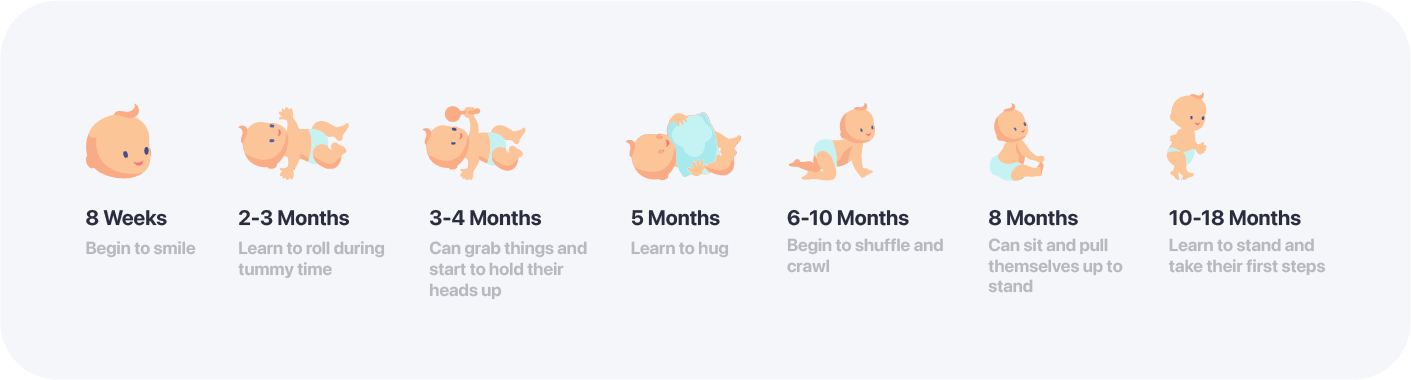 8 Weeks
Begin to smile
2-3 Months
Learn to roll during
tummy time
3-4 Months
Can grab things and
start to hold their
heads up
5 Months
Learn to hug
6-10 Months
Begin to shuffle and
crawl
8 Months
Can sit and pull
themselves up to
stand
10-18 Months
Learn to stand and
take their first steps